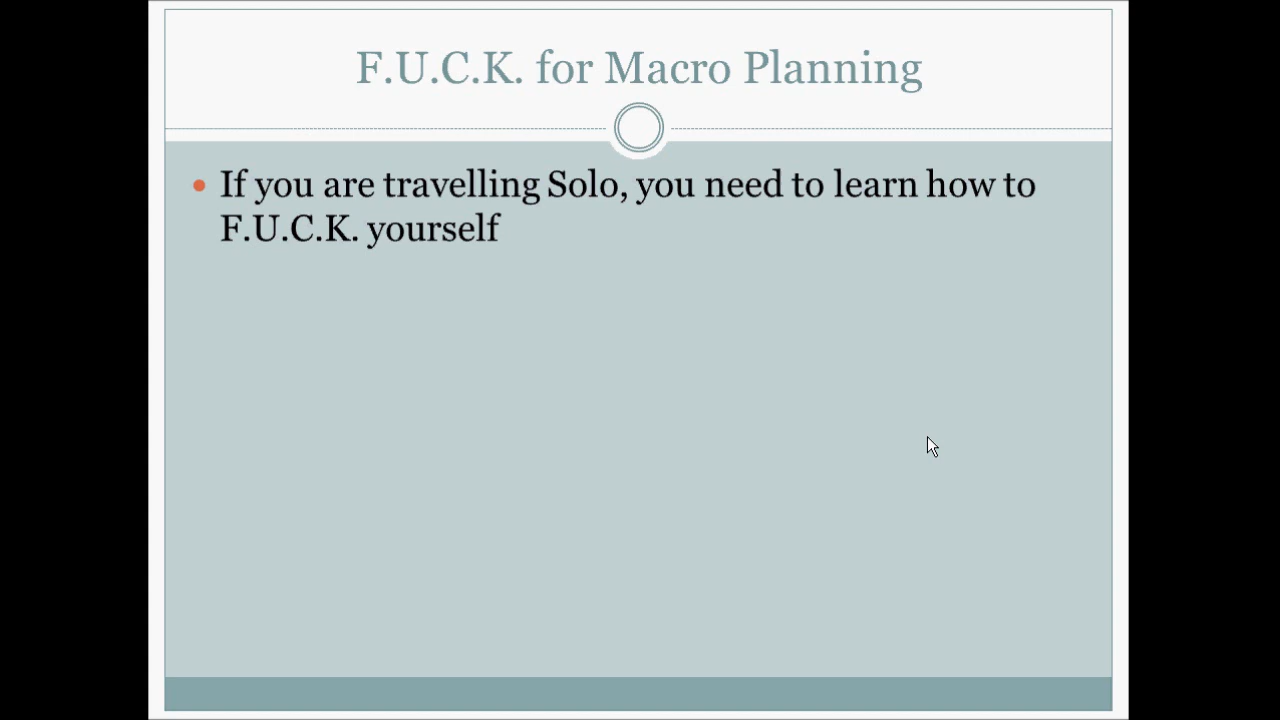 F.U.C.K. for Macro Planning
If you are travelling Solo, you need to learn how to
F.U.C.K. yourself